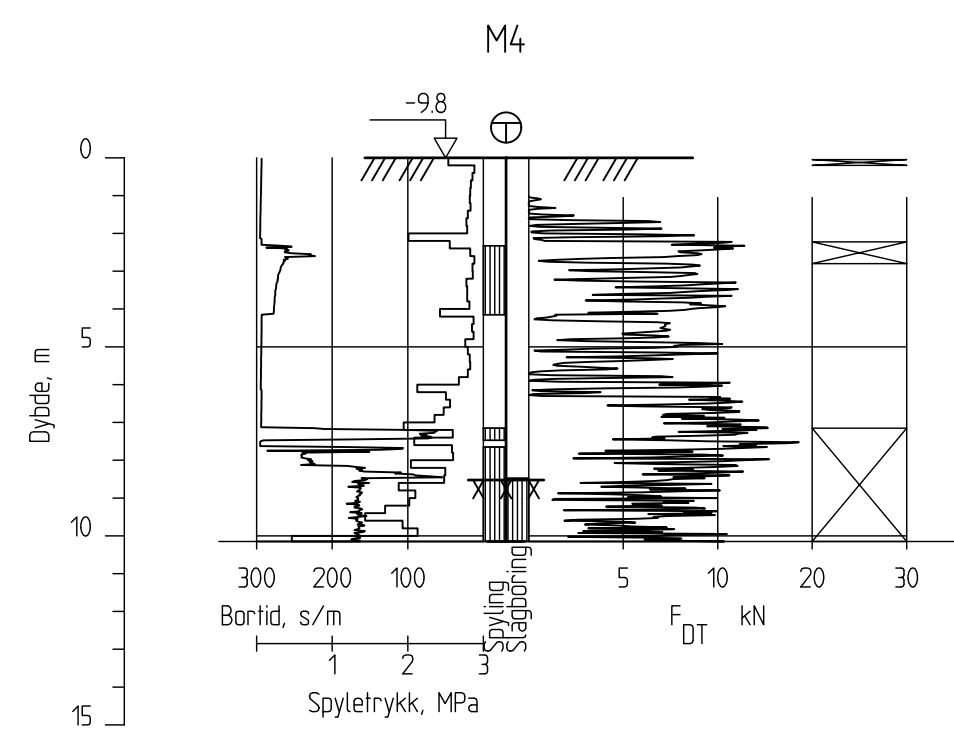 M4
-9.8
0
5
10
15
Dybde, m
300 200 100 5 10 20 30
Bortid, s/m
Spyling
Slagboring
F DT kN
1 2 3
Spyletrykk, MPa